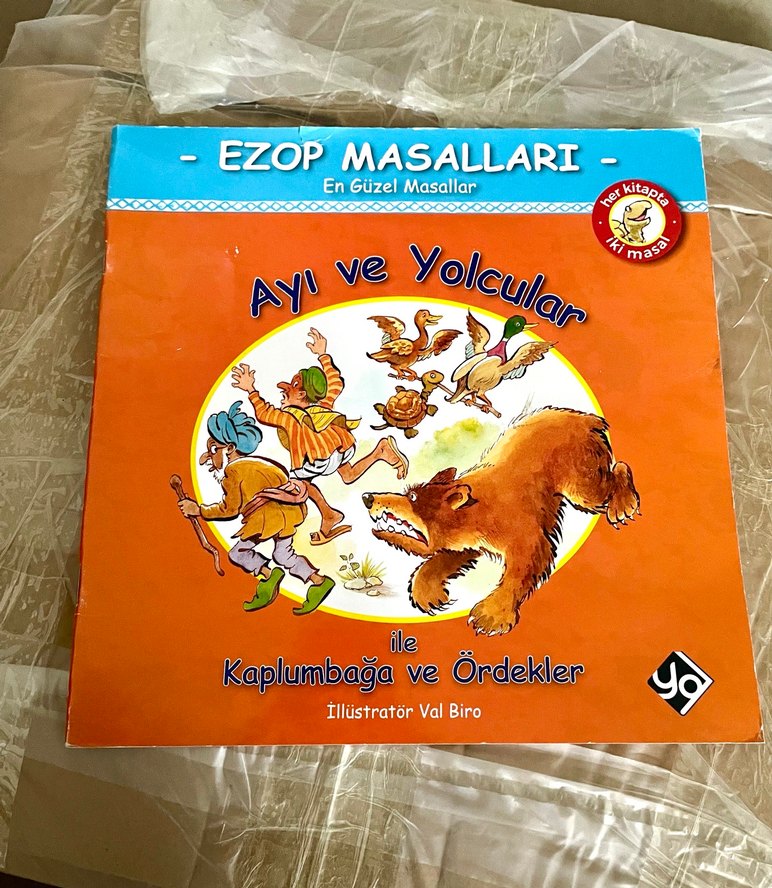 - EZOP MASALLARI -
En Güzel Masallar
her kitapta
iki masal
Ayı ve Yolcular
ile
Kaplumbağa ve Ördekler
İllüstratör Val Biro
ya